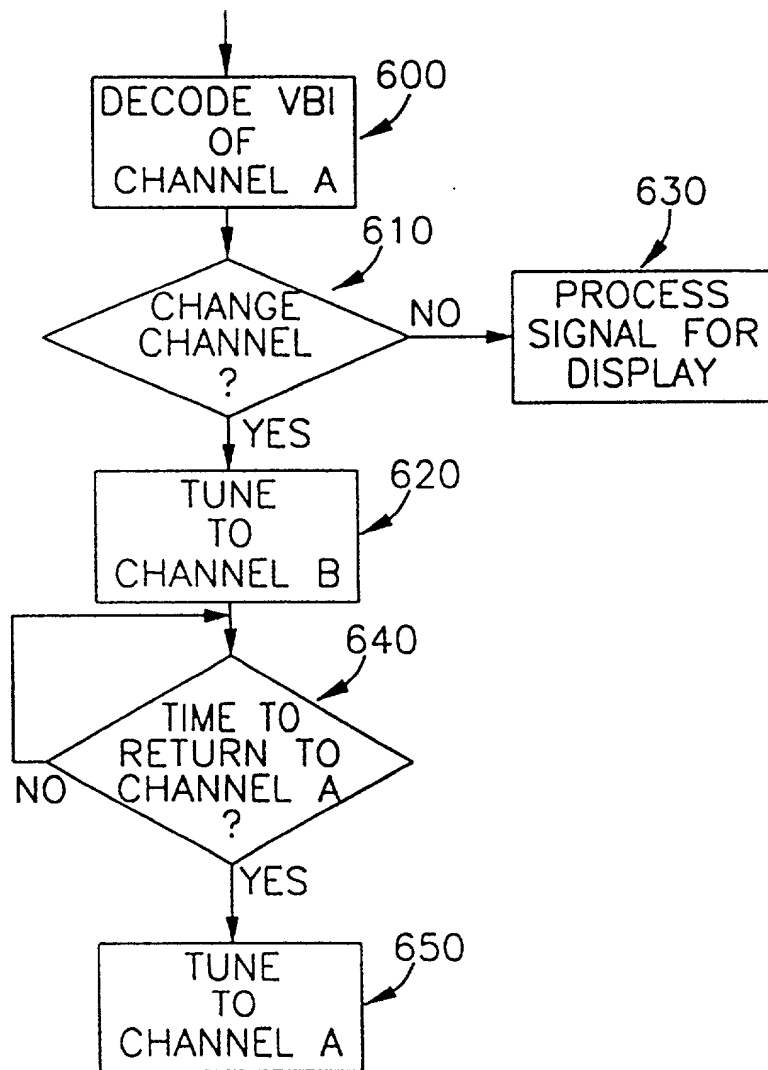 600
DECODE VBI
OF
CHANNEL A
610
CHANGE
CHANNEL
?
NO
630
PROCESS
SIGNAL FOR
DISPLAY
YES
620
TUNE
TO
CHANNEL B
640
TIME TO
RETURN TO
CHANNEL A
?
NO
YES
650
TUNE
TO
CHANNEL A